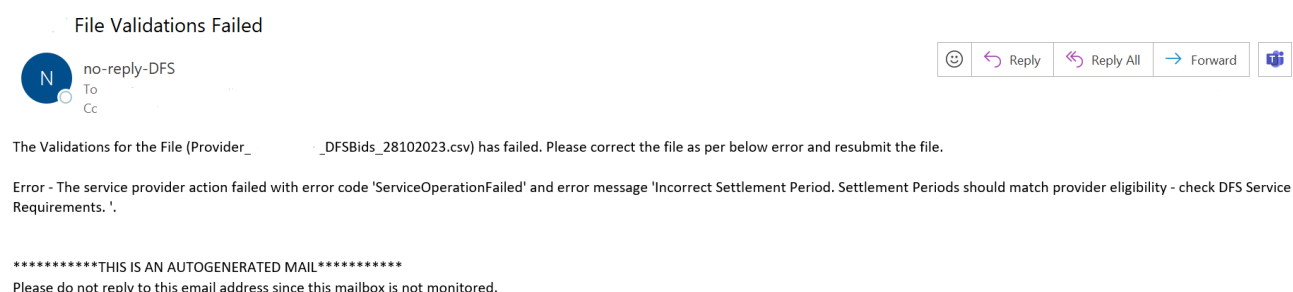 File Validations Failed
N
no-reply-DFS
To
Cc
Reply
Reply All
Forward
The Validations for the File (Provider_ _DFSBids_28102023.csv) has failed. Please correct the file as per below error and resubmit the file.
Error - The service provider action failed with error code 'ServiceOperationFailed' and error message 'Incorrect Settlement Period. Settlement Periods should match provider eligibility - check DFS Service
Requirements. '.
***********THIS IS AN AUTOGENERATED MAIL***********
Please do not reply to this email address since this mailbox is not monitored.